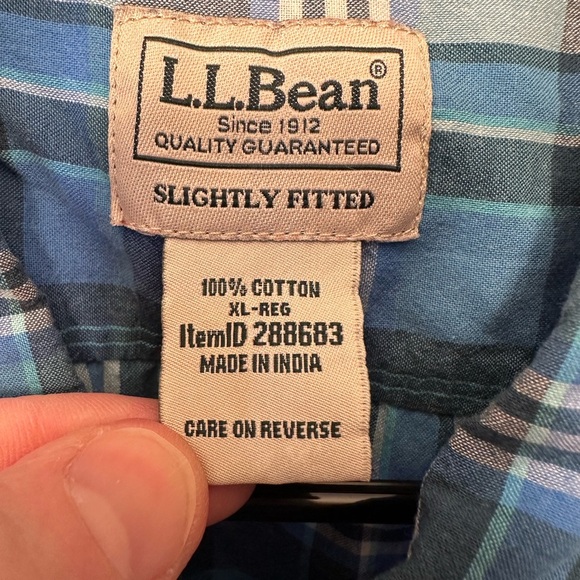 L.L.Bean®
Since 1912
QUALITY GUARANTEED
SLIGHTLY FITTED
100% COTTON
XL-REG
ItemID 288683
MADE IN INDIA
CARE ON REVERSE